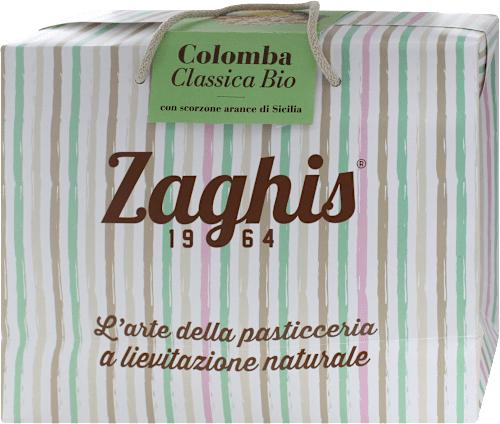 Colomba
Classica Bio
con scorzone arance di Sicilia
Zaghis®
1964
L'arte della pasticceria
a lievitazione naturale